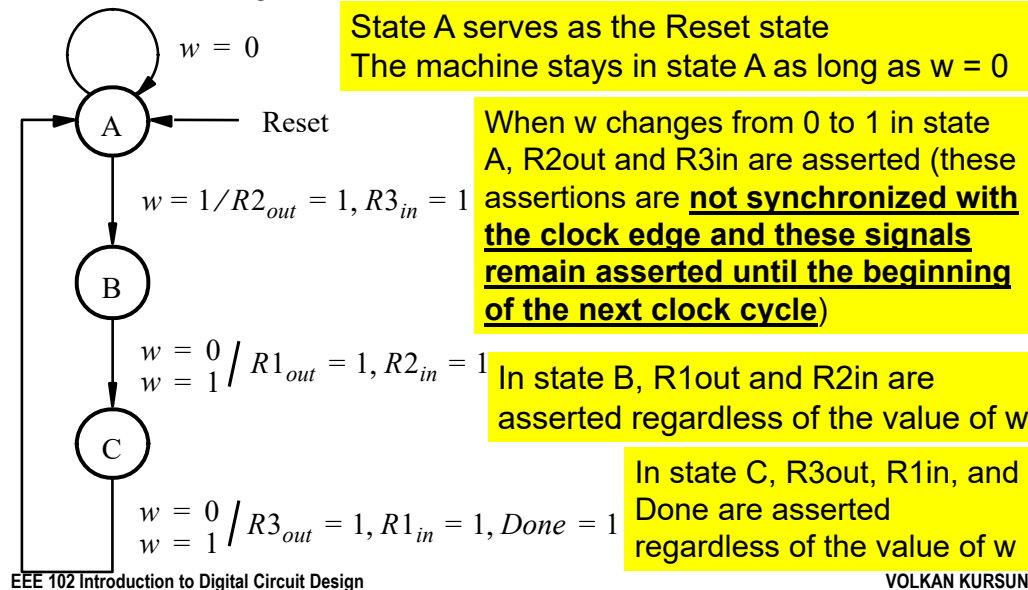 w = 0
State A serves as the Reset state
The machine stays in state A as long as w = 0
A
Reset
When w changes from 0 to 1 in state
A, R2out and R3in are asserted (these
assertions are not synchronized with
the clock edge and these signals
remain asserted until the beginning
of the next clock cycle)
w = 1/R2out = 1, R3in = 1
B
w = 0
w = 1 / R1out = 1, R2in = 1
In state B, R1out and R2in are
asserted regardless of the value of w
C
In state C, R3out, R1in, and
Done are asserted
regardless of the value of w
w = 0
w = 1 / R3out = 1, R1in = 1, Done = 1
EEE 102 Introduction to Digital Circuit Design
VOLKAN KURSUN